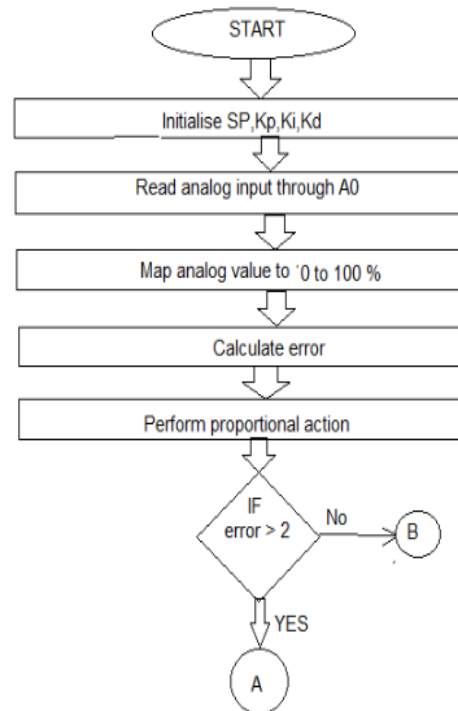 START
Initialise SP,Kp,Ki,Kd
Read analog input through A0
Map analog value to `0 to 100 %
Calculate error
Perform proportional action
IF
error > 2
No
B
YES
A